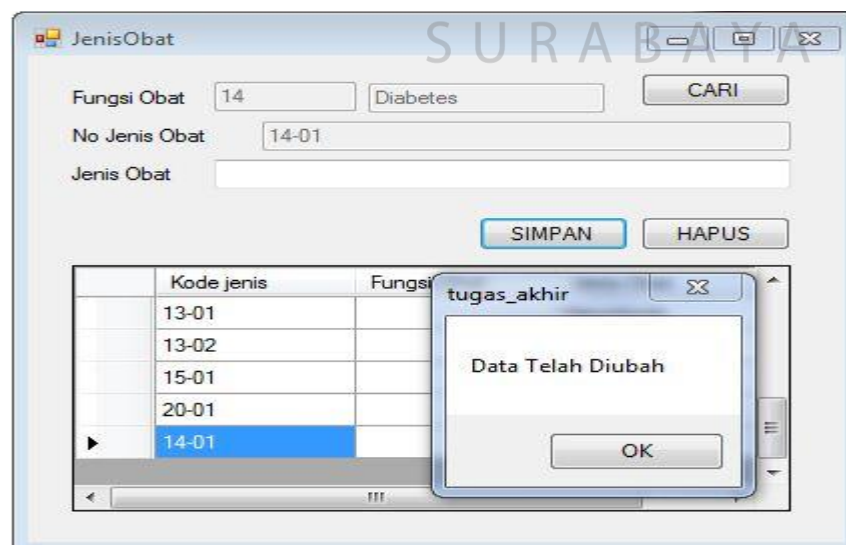 SURABAYA
JenisObat
Fungsi Obat 14 Diabetes CARI
No Jenis Obat 14-01
Jenis Obat
SIMPAN HAPUS
Kode jenis Fungsi
tugas_akhir
13-01
13-02
Data Telah Diubah
15-01
20-01
14-01
OK